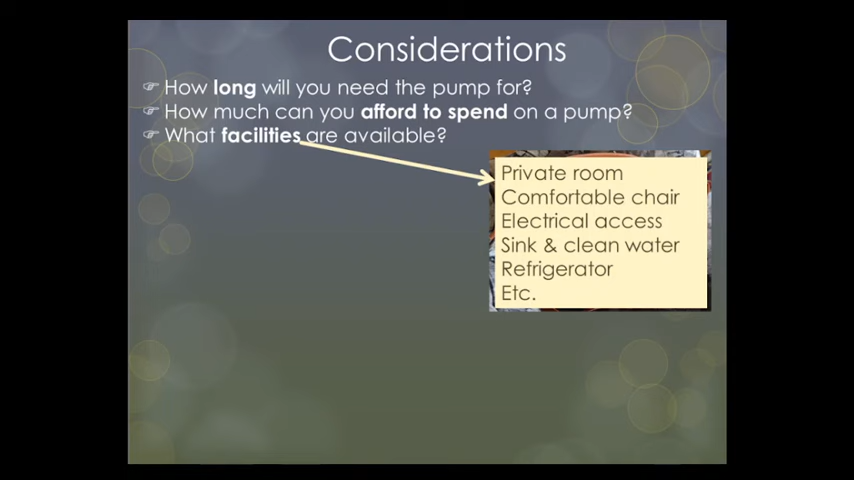 Considerations
☞ How long will you need the pump for?
☞ How much can you afford to spend on a pump?
☞ What facilities are available?
Private room
Comfortable chair
Electrical access
Sink & clean water
Refrigerator
Etc.